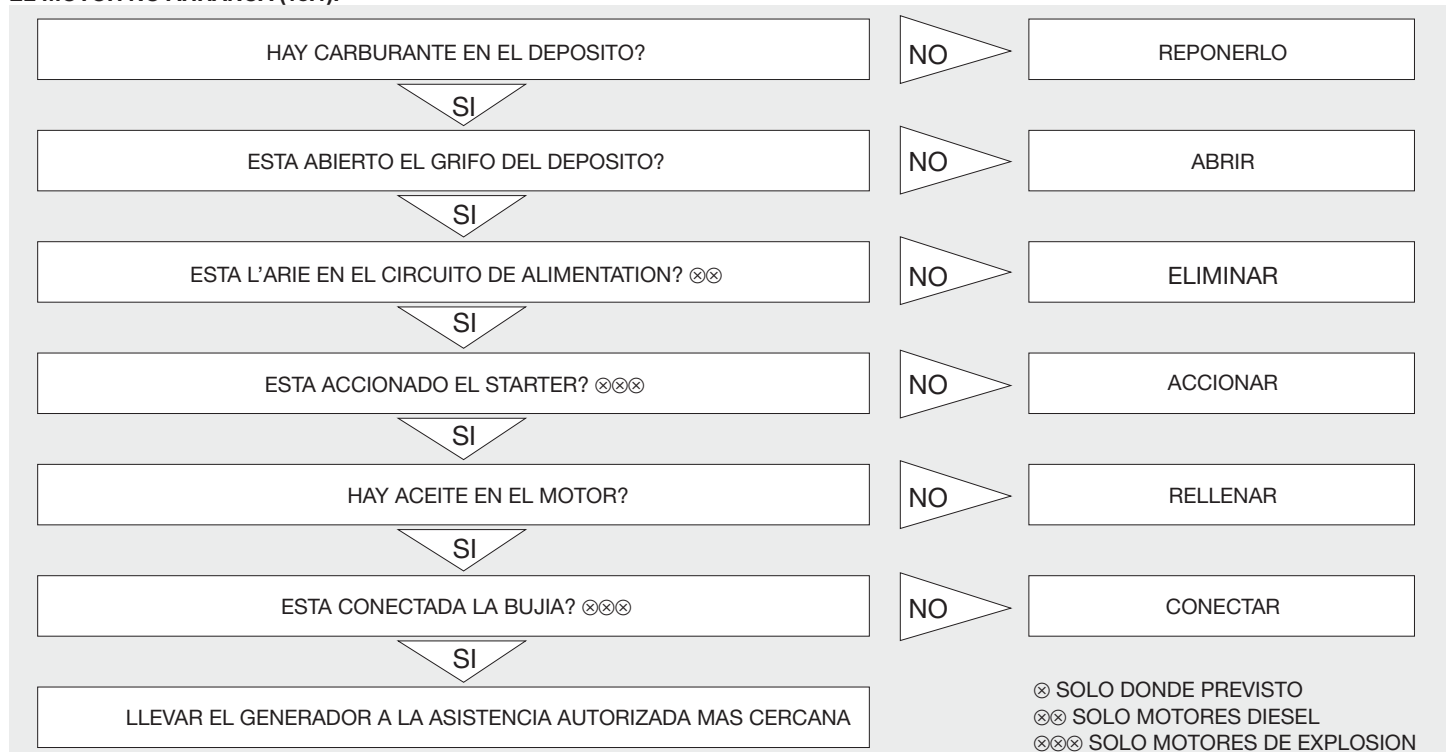 HAY CARBURANTE EN EL DEPOSITO?
NO
REPONERLO
SI
ESTA ABIERTO EL GRIFO DEL DEPOSITO?
NO
ABRIR
SI
ESTA L'ARIE EN EL CIRCUITO DE ALIMENTATION? ⊗⊗
NO
ELIMINAR
SI
ESTA ACCIONADO EL STARTER? ⊗⊗⊗
NO
ACCIONAR
SI
HAY ACEITE EN EL MOTOR?
NO
RELLENAR
SI
ESTA CONECTADA LA BUJIA? ⊗⊗⊗
NO
CONECTAR
SI
LLEVAR EL GENERADOR A LA ASISTENCIA AUTORIZADA MAS CERCANA
⊗ SOLO DONDE PREVISTO
⊗⊗ SOLO MOTORES DIESEL
⊗⊗⊗ SOLO MOTORES DE EXPLOSION